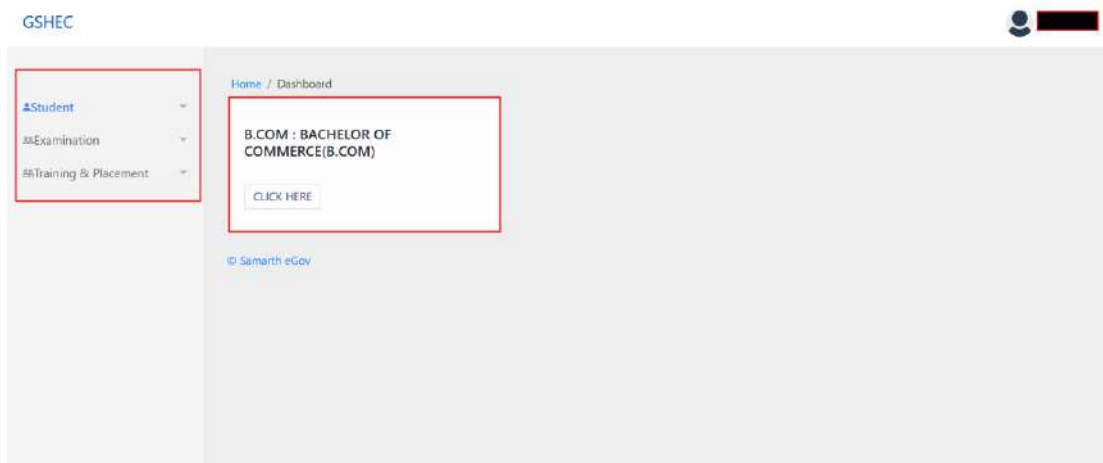 GSHEC
Student
Examination
Training & Placement
Home / Dashboard
B.COM : BACHELOR OF
COMMERCE(B.COM)
CLICK HERE
© Samarth eGov